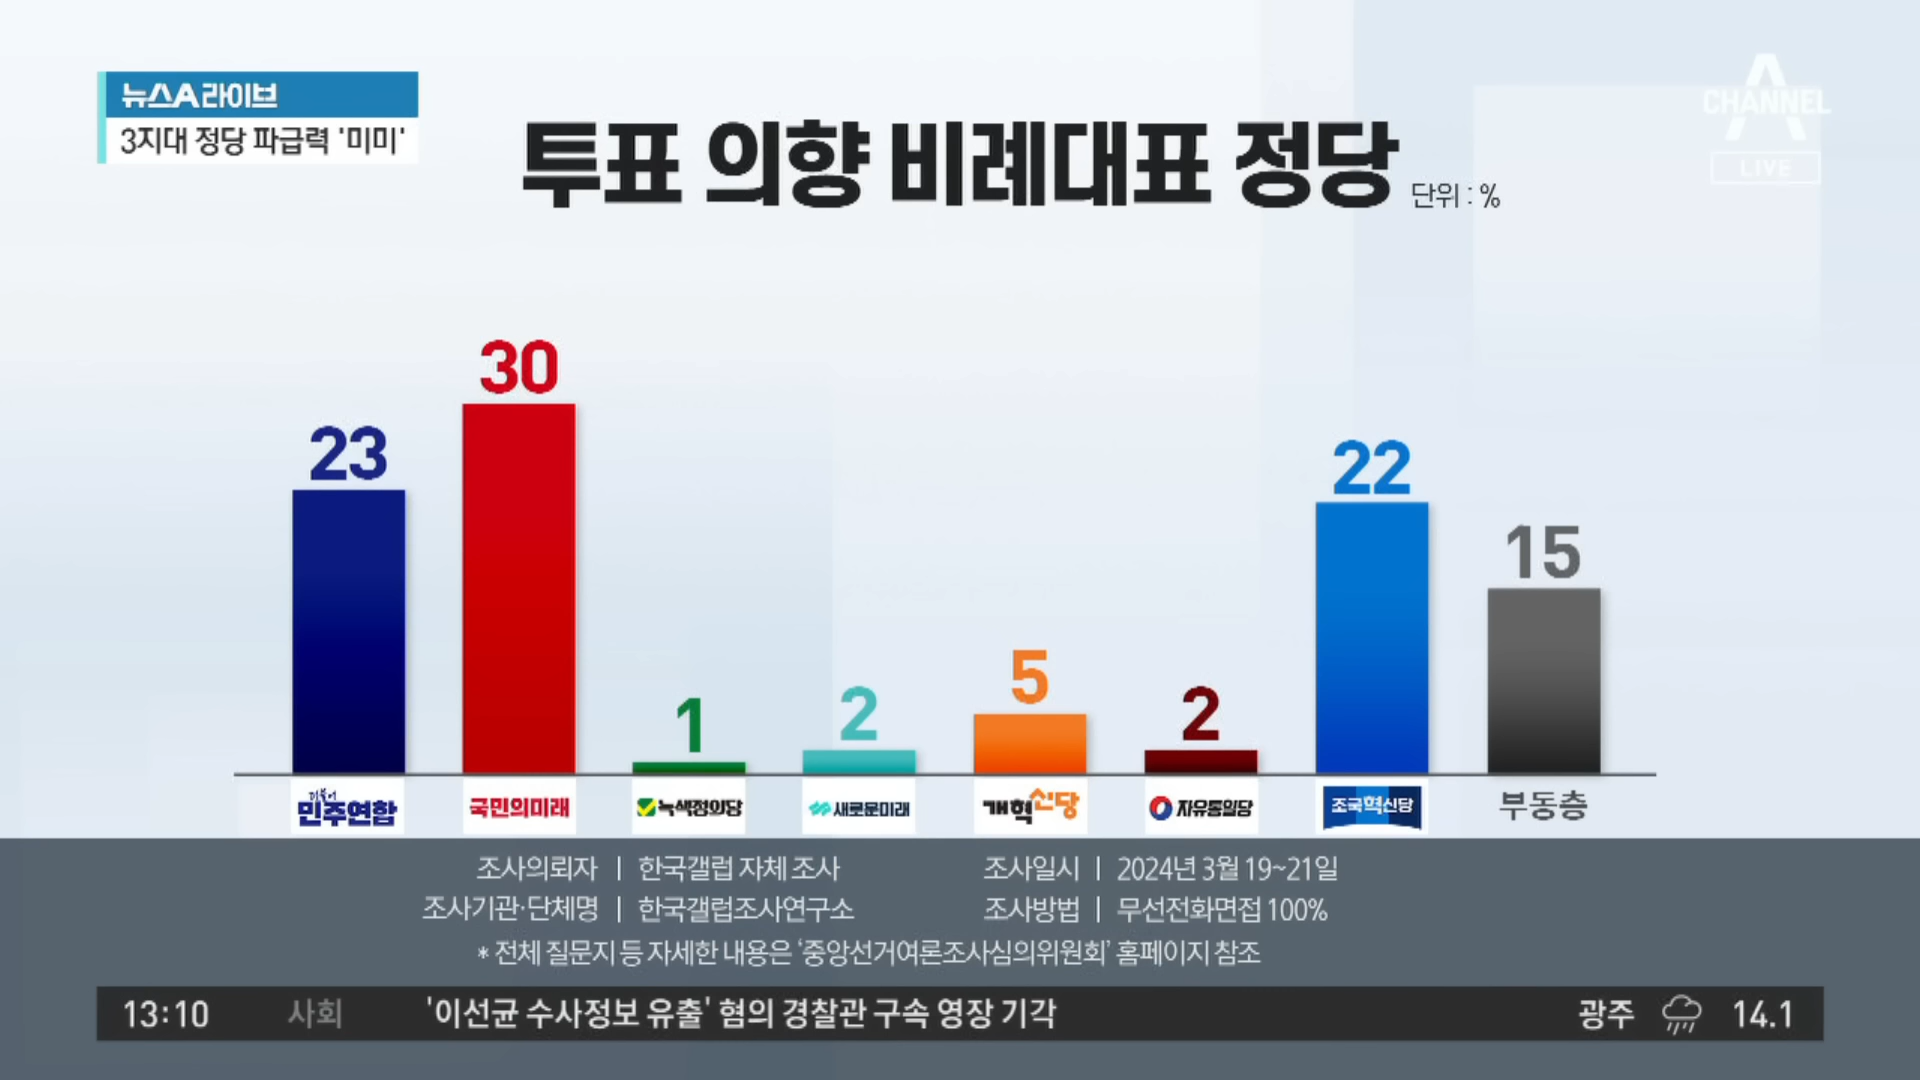 뉴스A 라이브
3지대 정당 파급력 '미미'
CHANNEL A
LIVE
투표 의향 비례대표 정당
단위 : %
23
30
1
2
5
2
22
15
더불어
민주연합
국민의미래
녹색정의당
새로운미래
개혁신당
자유통일당
조국혁신당
부동층
조사의뢰자 | 한국갤럽 자체 조사
조사일시 | 2024년 3월 19~21일
조사기관·단체명 | 한국갤럽조사연구소
조사방법 | 무선전화면접 100%
* 전체 질문지 등 자세한 내용은 '중앙선거여론조사심의위원회' 홈페이지 참조
13:10 사회 '이선균 수사정보 유출' 혐의 경찰관 구속 영장 기각 광주 14.1